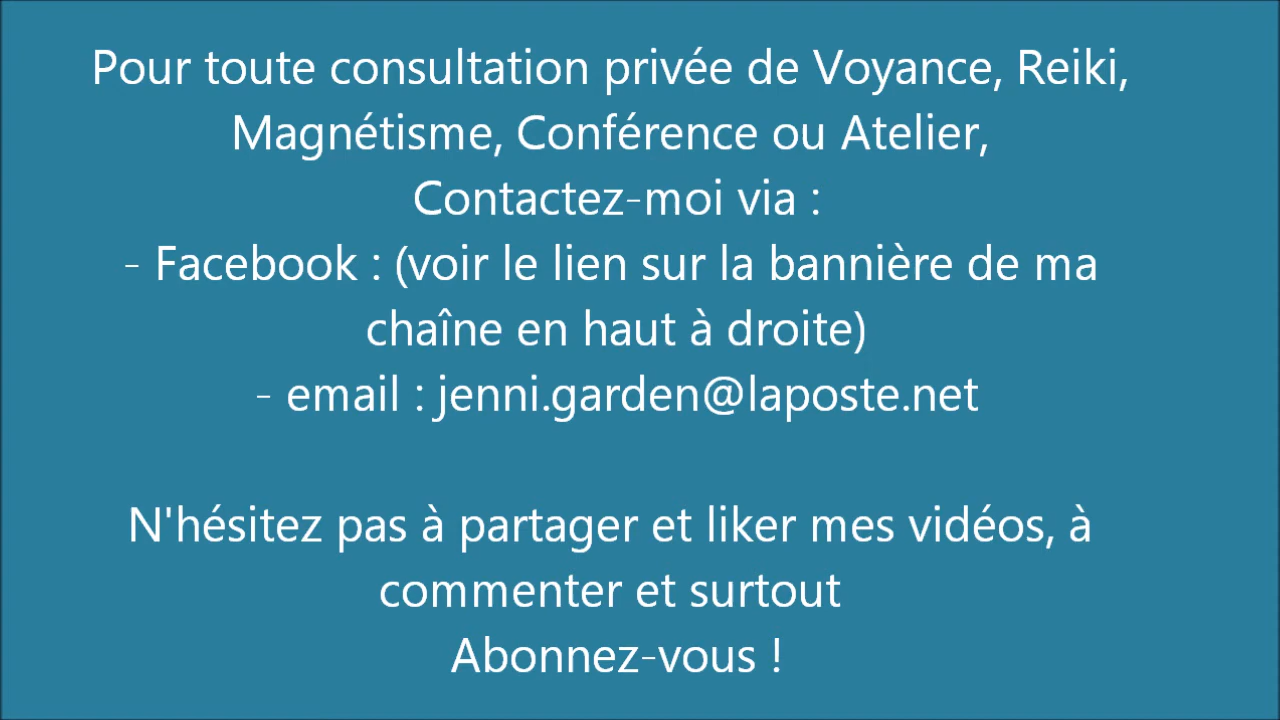 Pour toute consultation privée de Voyance, Reiki,
Magnétisme, Conférence ou Atelier,
Contactez-moi via :
- Facebook : (voir le lien sur la bannière de ma
chaîne en haut à droite)
- email : jenni.garden@laposte.net
N'hésitez pas à partager et liker mes vidéos, à
commenter et surtout
Abonnez-vous !